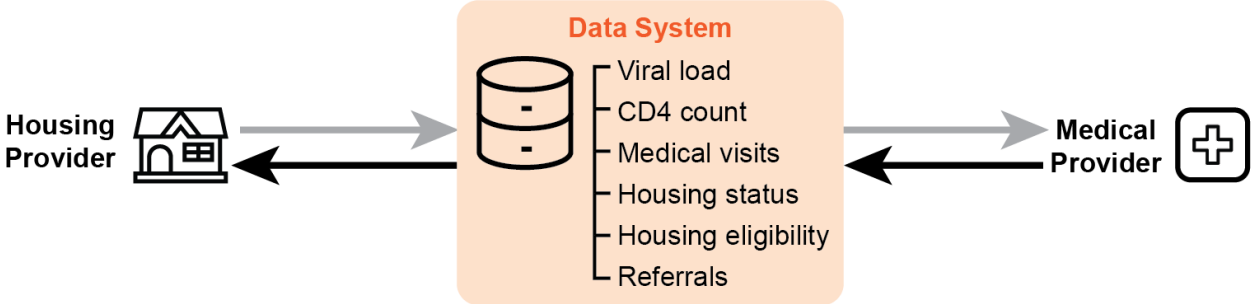 Data System
Viral load
CD4 count
Medical visits
Housing status
Housing eligibility
Referrals
Housing
Provider
Medical
Provider